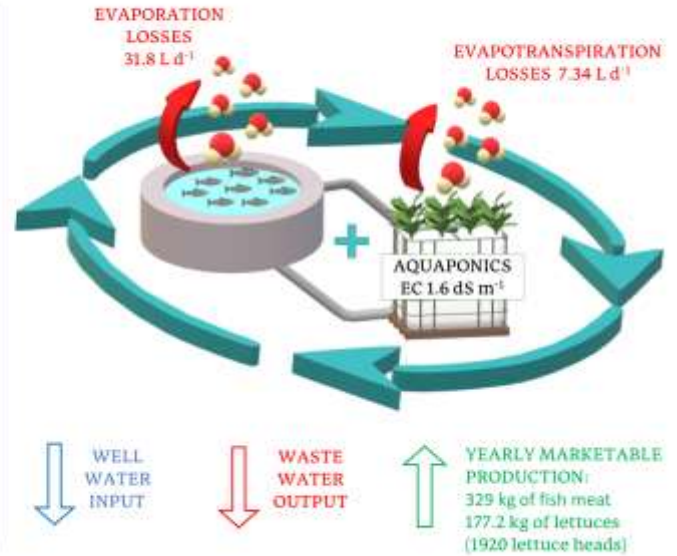 EVAPORATION
LOSSES
31.8 L d⁻¹
EVAPOTRANSPIRATION
LOSSES 7.34 L d⁻¹
AQUAPONICS
EC 1.6 dS m⁻¹
WELL
WATER
INPUT
WASTE
WATER
OUTPUT
YEARLY MARKETABLE
PRODUCTION:
329 kg of fish meat
177.2 kg of lettuces
(1920 lettuce heads)